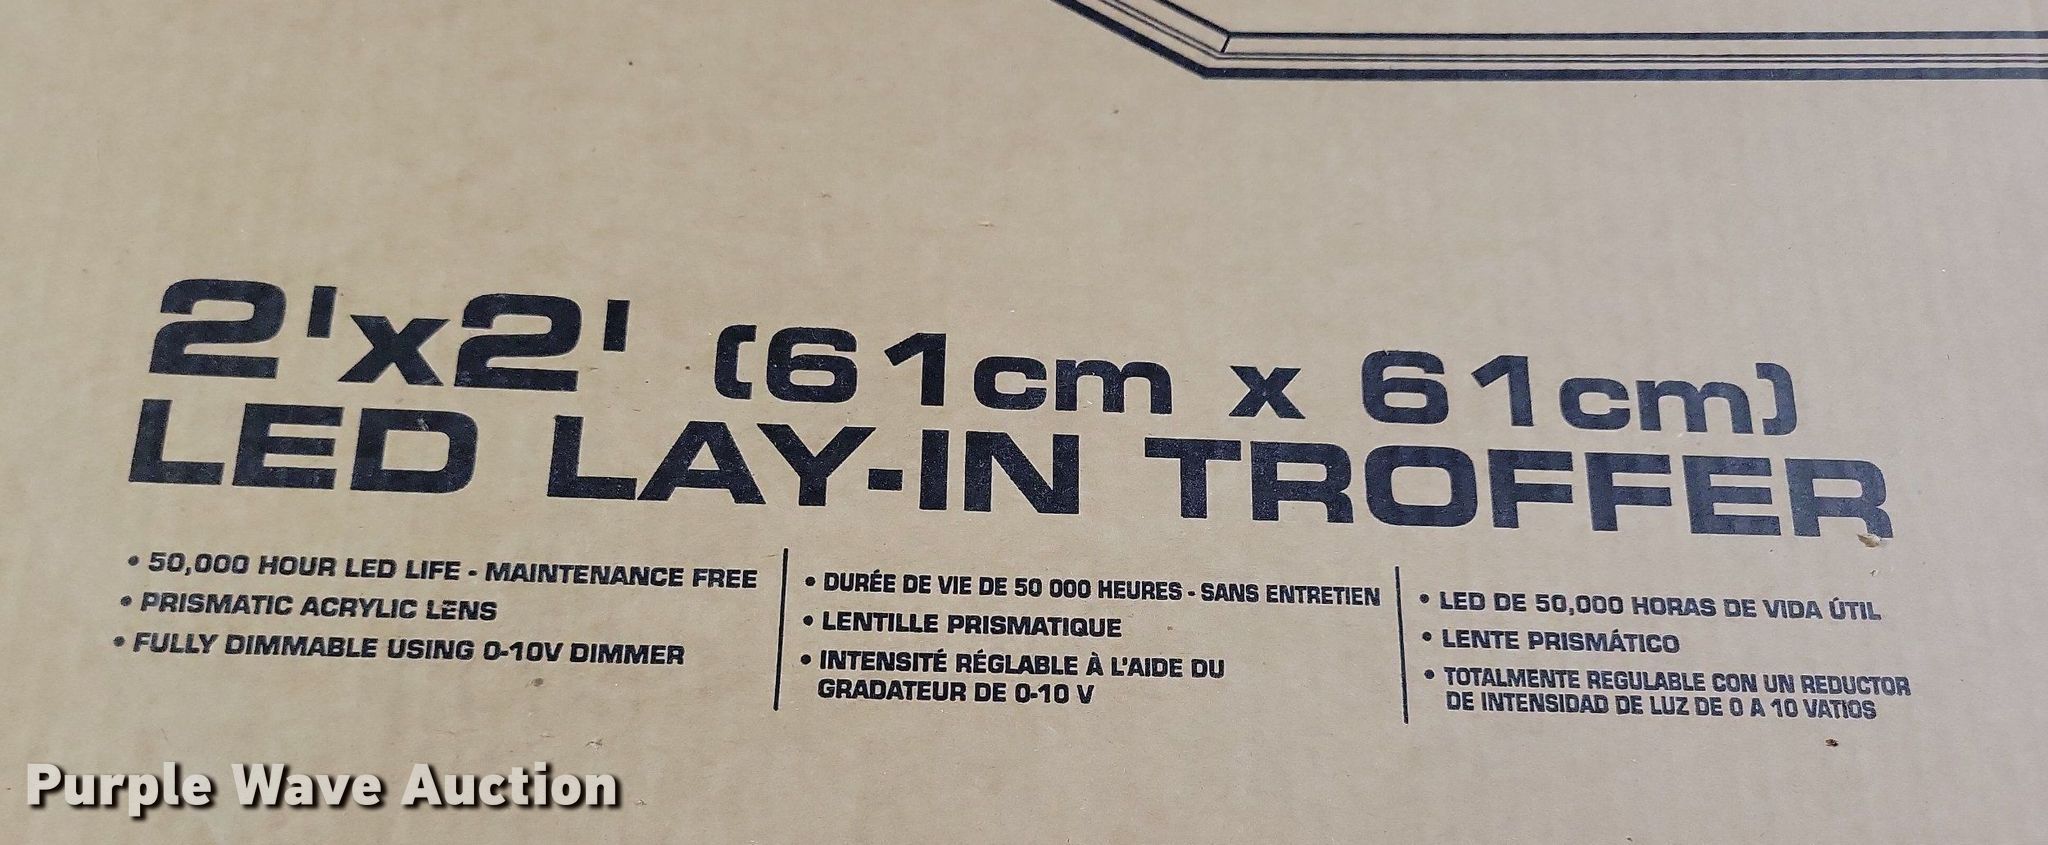 2'x2' (61cm x 61cm)
LED LAY-IN TROFFER
• 50,000 HOUR LED LIFE - MAINTENANCE FREE
• PRISMATIC ACRYLIC LENS
• FULLY DIMMABLE USING 0-10V DIMMER
• DURÉE DE VIE DE 50 000 HEURES - SANS ENTRETIEN
• LENTILLE PRISMATIQUE
• INTENSITÉ RÉGLABLE À L'AIDE DU
GRADATEUR DE 0-10 V
• LED DE 50,000 HORAS DE VIDA ÚTIL
• LENTE PRISMÁTICO
• TOTALMENTE REGULABLE CON UN REDUCTOR
DE INTENSIDAD DE LUZ DE 0 A 10 VATIOS
Purple Wave Auction